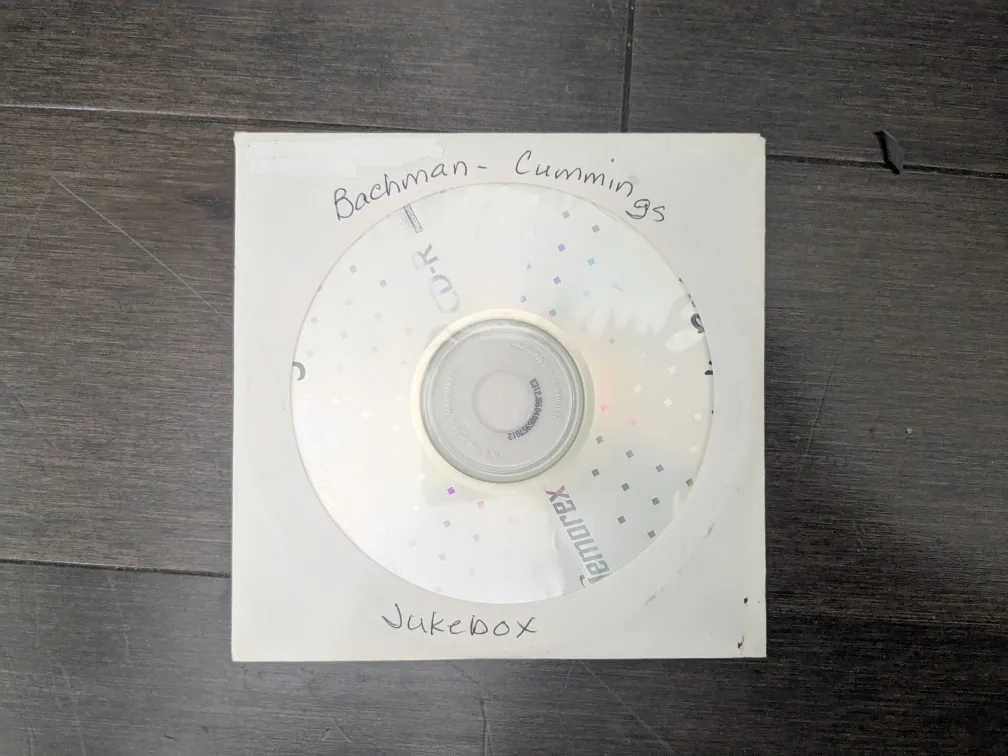 Bachman - Cummings
CD-R
Memorex
Jukebox